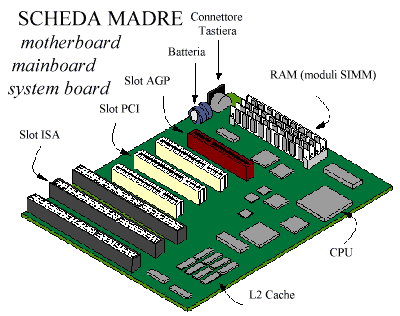 SCHEDA MADRE
motherboard
mainboard
system board
Connettore
Tastiera
Batteria
RAM (moduli SIMM)
Slot AGP
Slot PCI
Slot ISA
CPU
L2 Cache